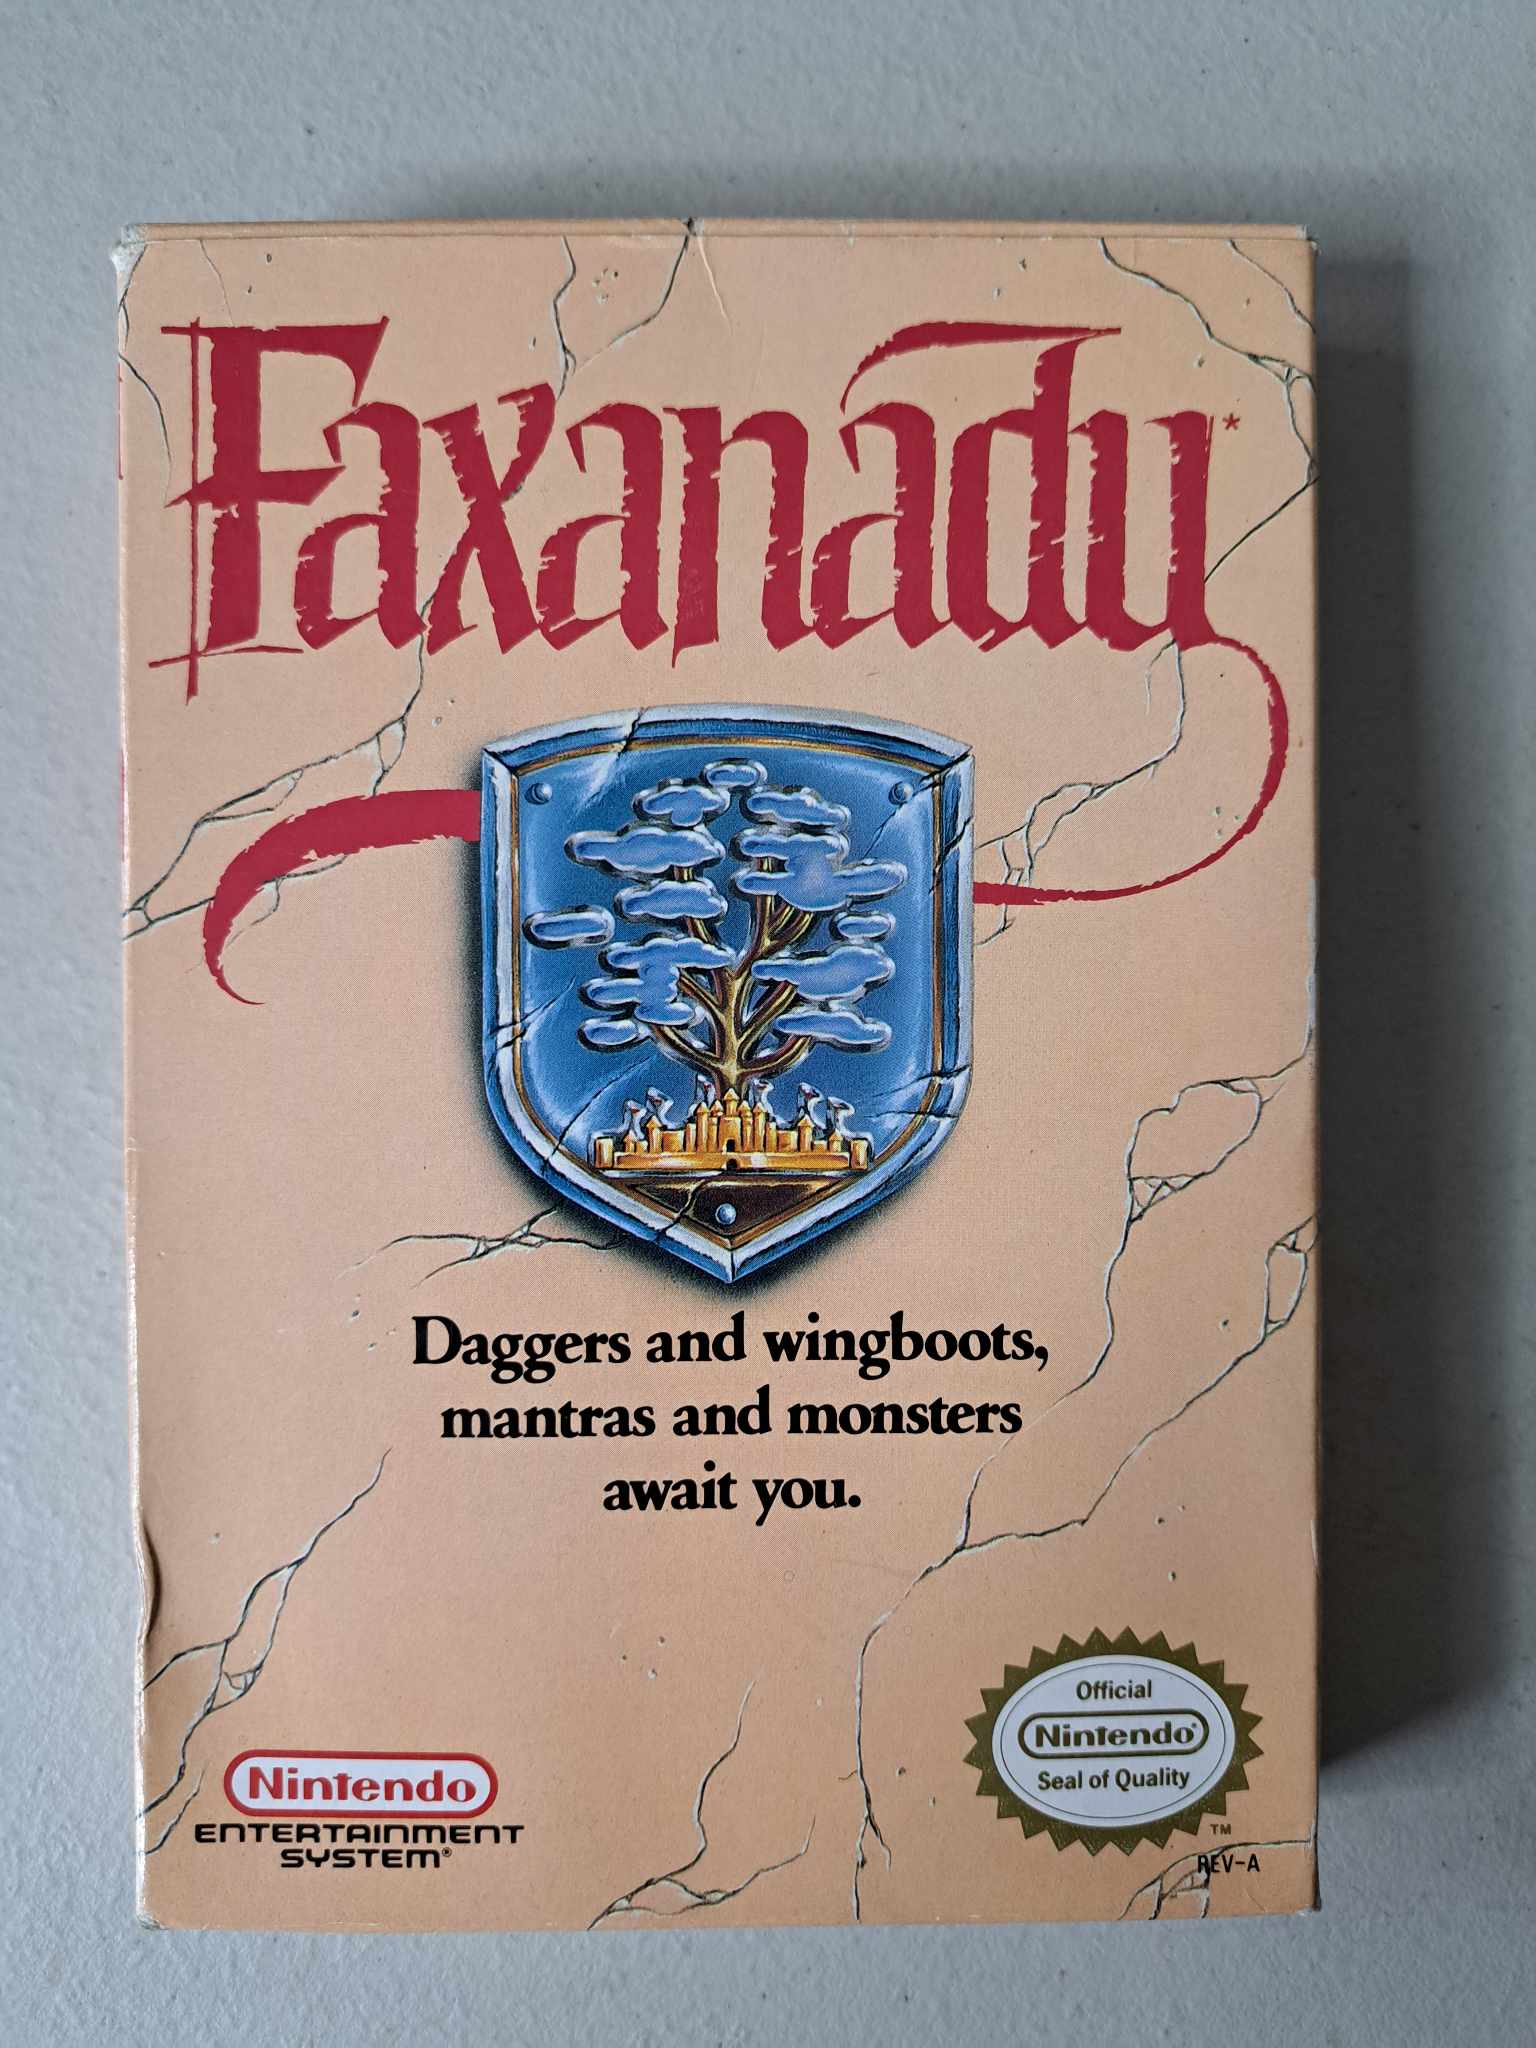 Faxanadu*
Daggers and wingboots,
mantras and monsters
await you.
Nintendo
ENTERTAINMENT
SYSTEM®
Official
Nintendo®
Seal of Quality
TM
REV-A